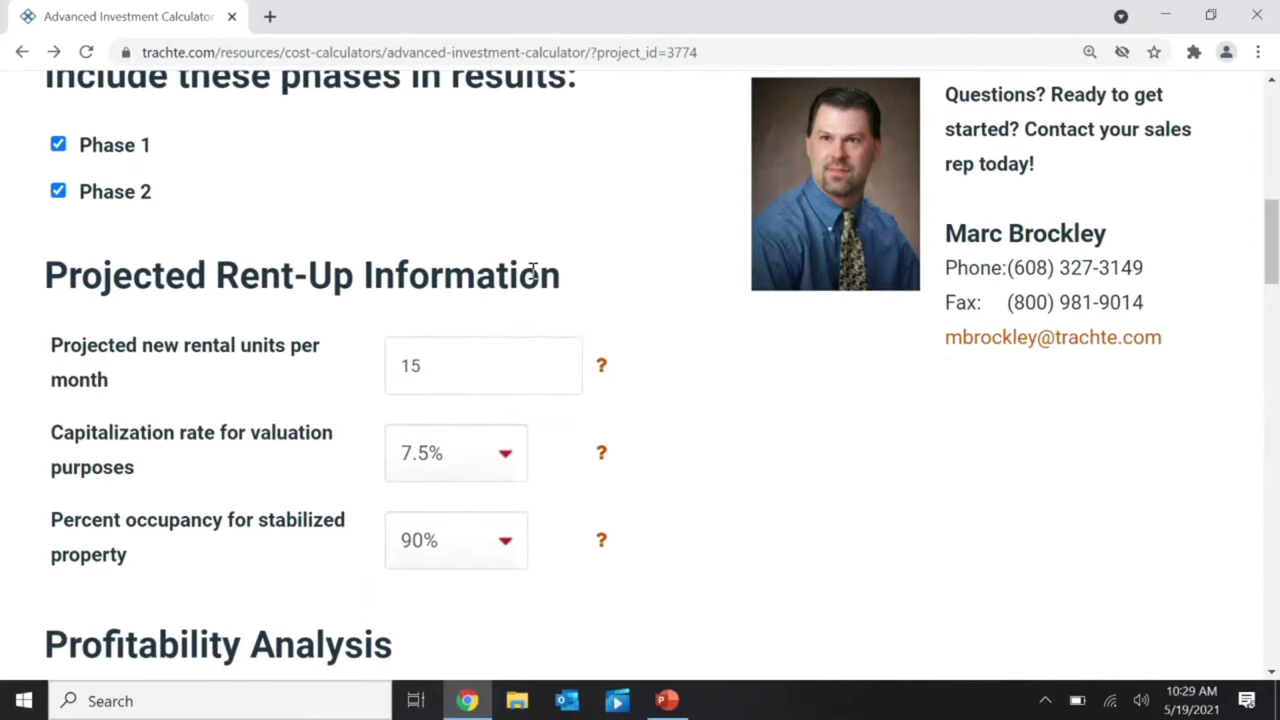 Advanced Investment Calculator
trachte.com/resources/cost-calculators/advanced-investment-calculator/?project_id=3774
Include these phases in results:
Phase 1
Phase 2
Projected Rent-Up Information
Projected new rental units per
month
15
?
Capitalization rate for valuation
purposes
7.5%
?
Percent occupancy for stabilized
property
90%
?
Profitability Analysis
Questions? Ready to get
started? Contact your sales
rep today!
Marc Brockley
Phone:(608) 327-3149
Fax: (800) 981-9014
mbrockley@trachte.com
Search
10:29 AM
5/19/2021